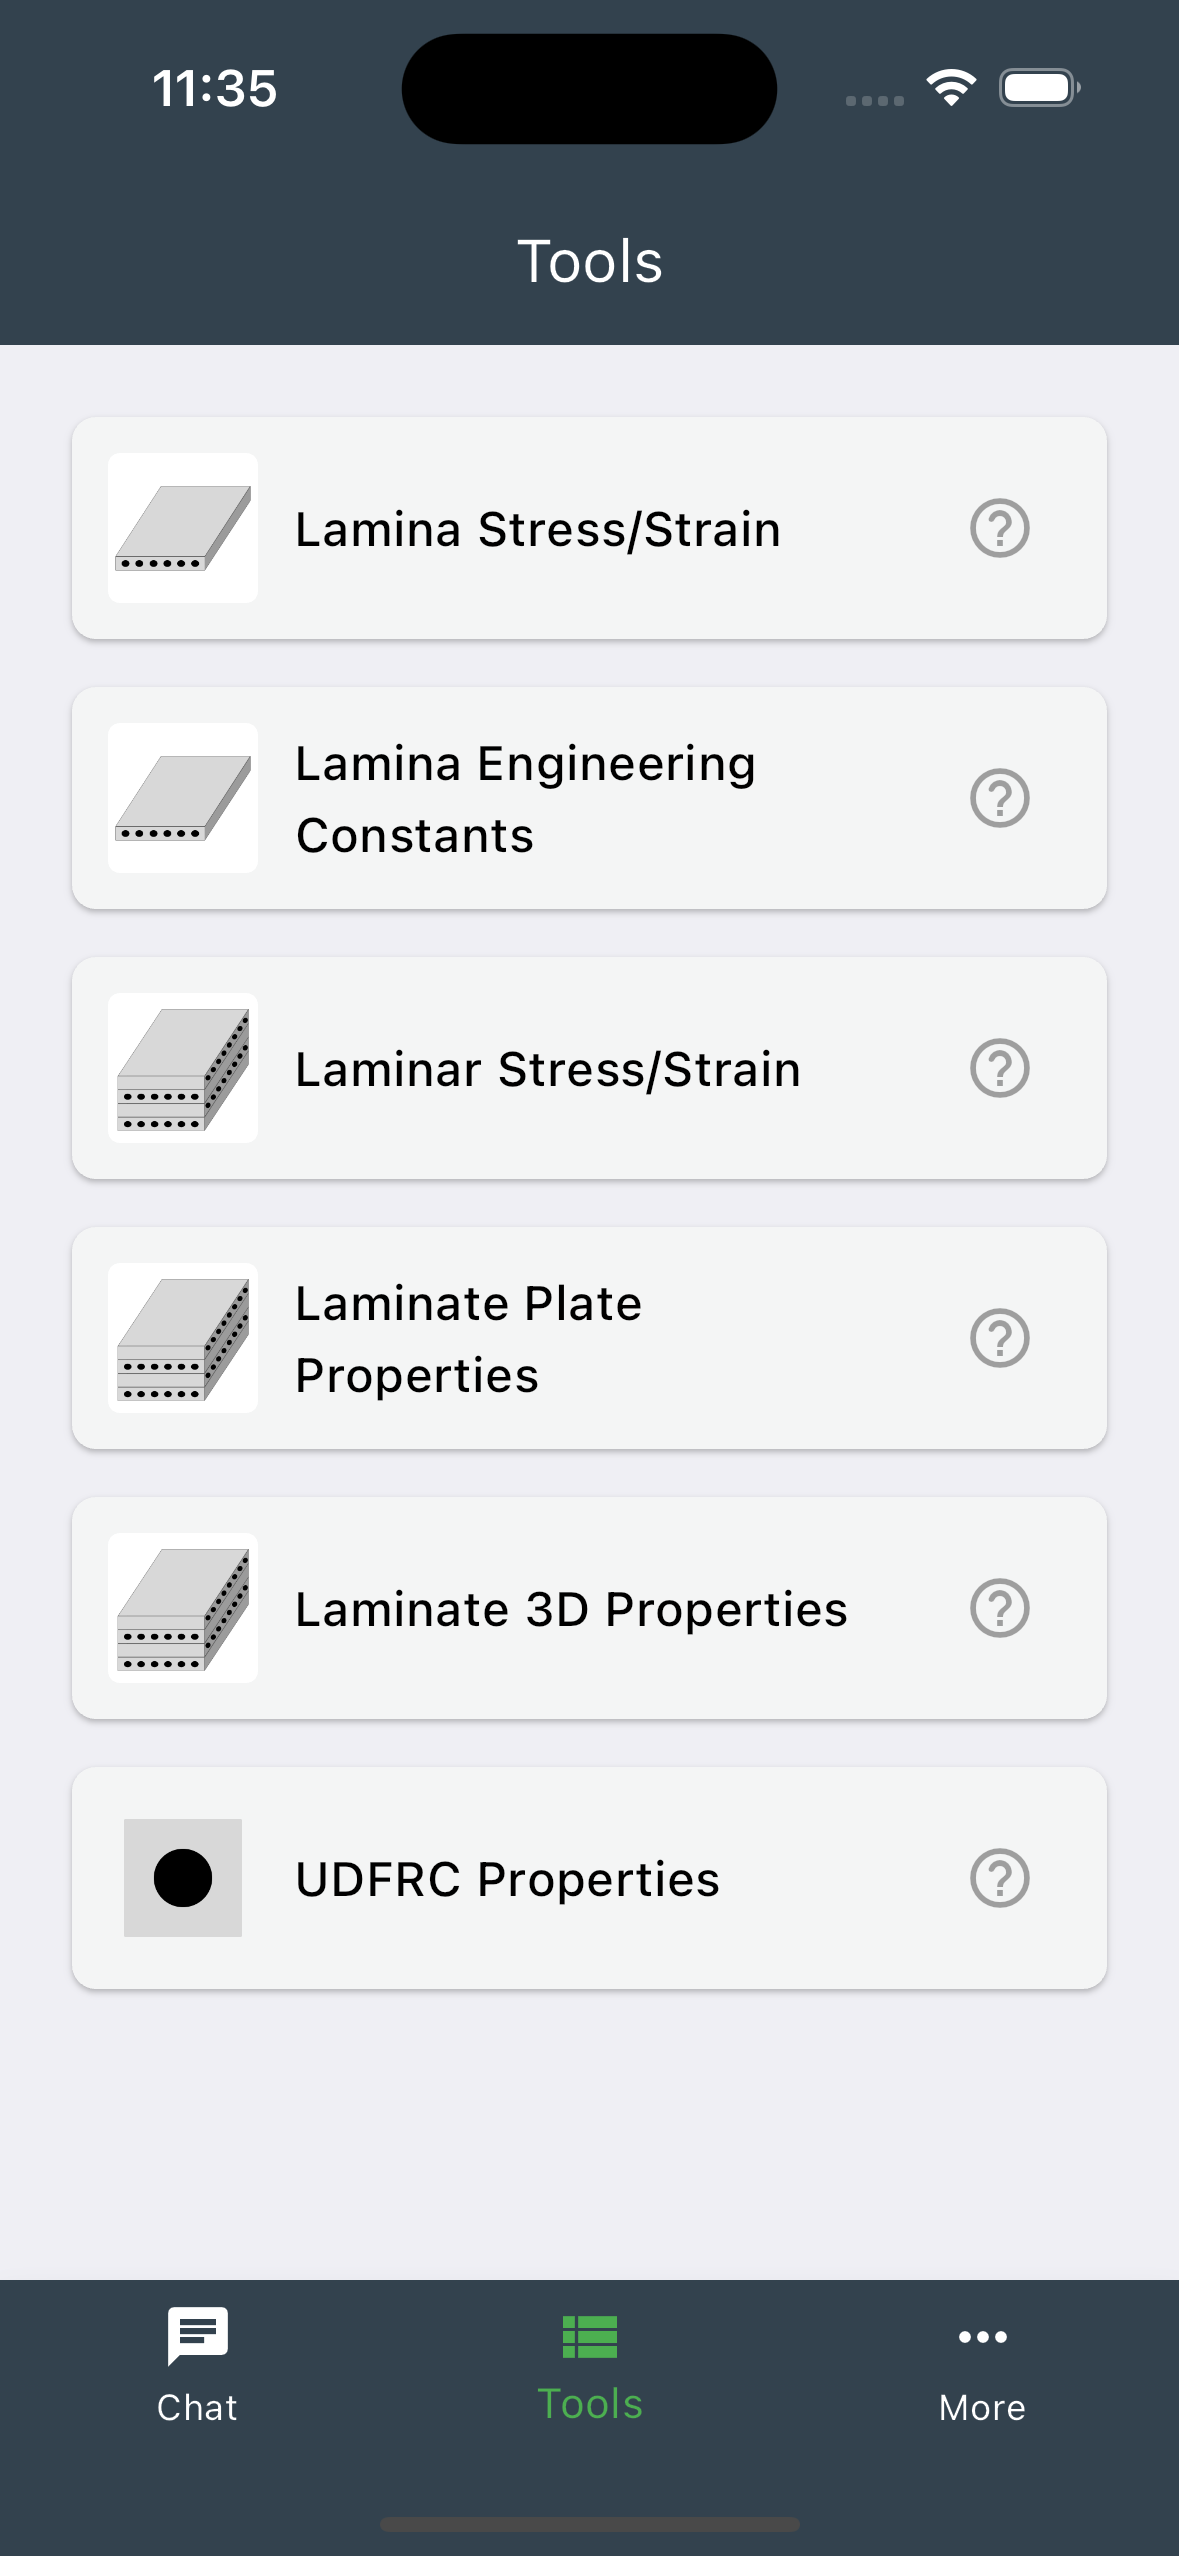 11:35
Tools
Lamina Stress/Strain
Lamina Engineering
Constants
Laminar Stress/Strain
Laminate Plate
Properties
Laminate 3D Properties
UDFRC Properties
Chat
Tools
More